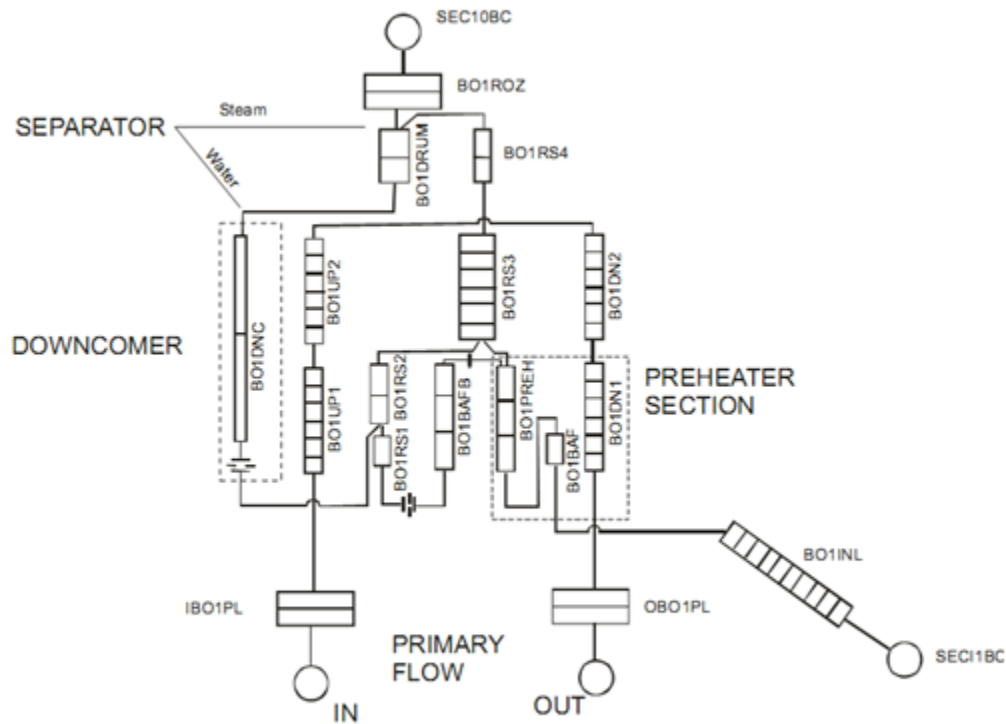 SEC10BC
BO1ROZ
Steam
SEPARATOR
BO1DRUM
BO1RS4
Water
BO1UP2
BO1RS3
BO1DN2
DOWNCOMER
BO1DNC
BO1UP1
BO1RS2
BO1BAFB
BO1PREH
PREHEATER
SECTION
BO1DN1
BO1RS1
BO1BAF
BO1INL
IBO1PL
OBO1PL
PRIMARY
FLOW
SECI1BC
IN
OUT